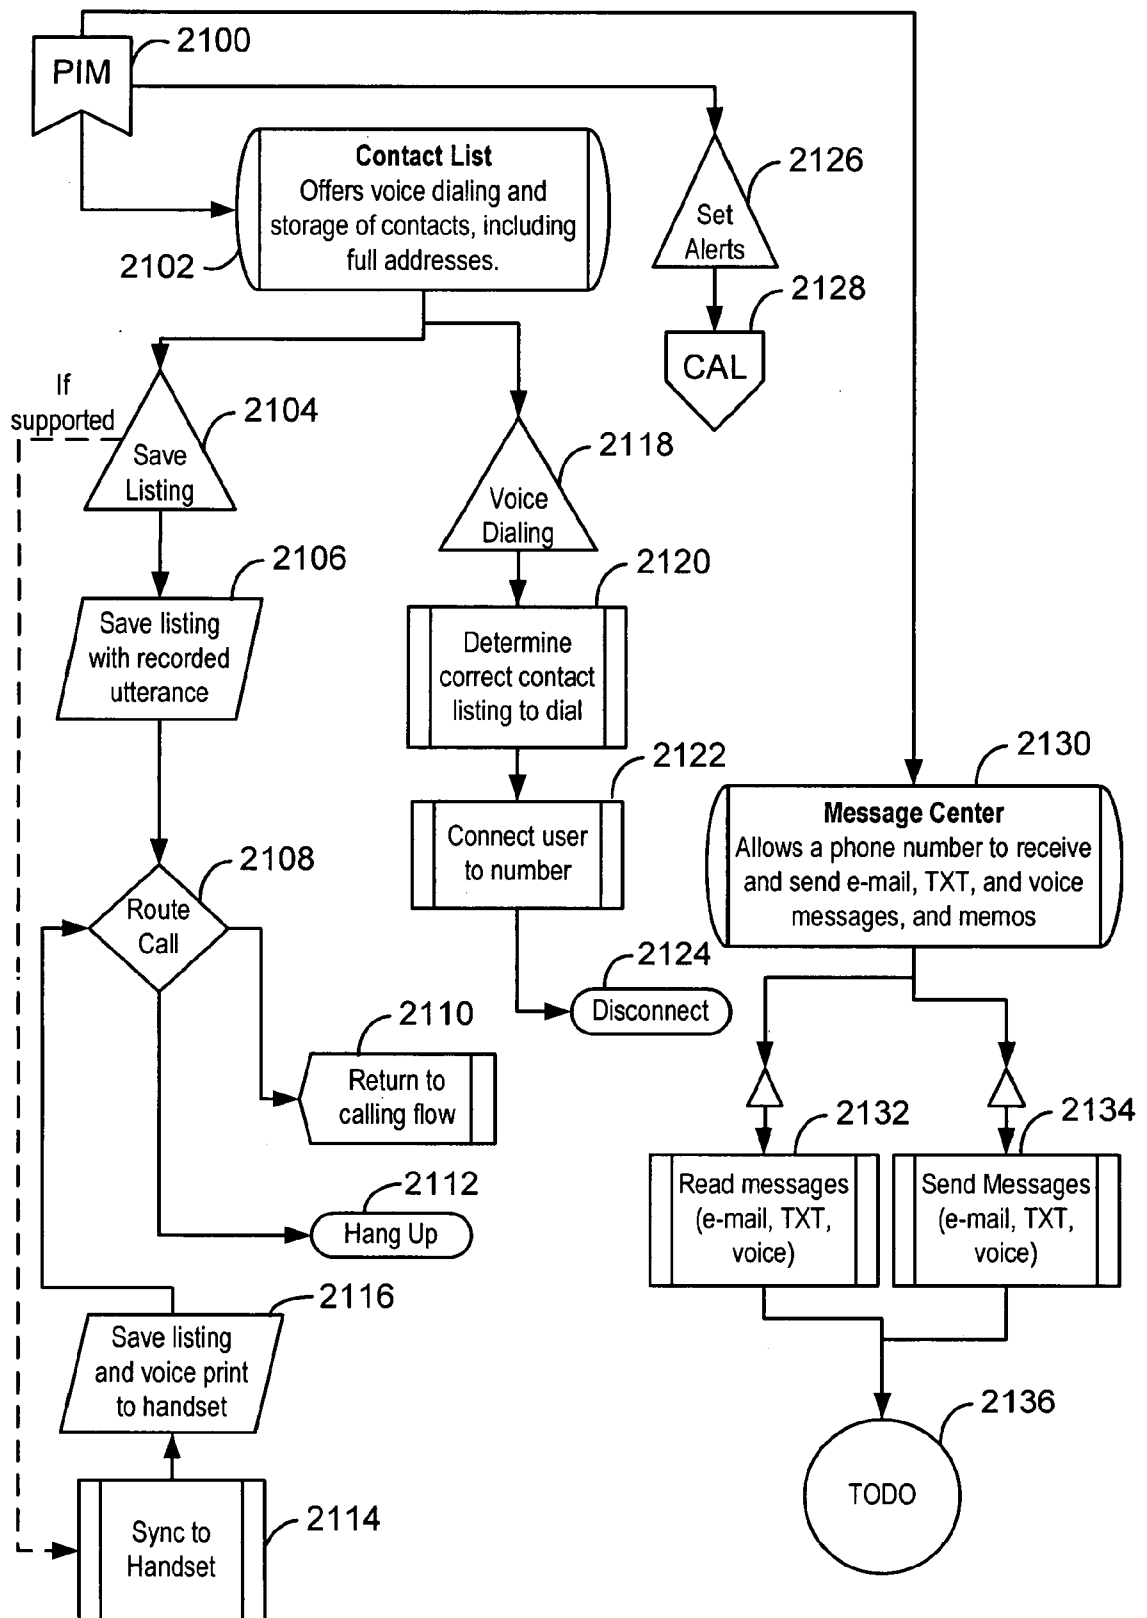 2100
PIM
Contact List
Offers voice dialing and
storage of contacts, including
full addresses.
2102
2126
Set
Alerts
2128
CAL
If
supported
2104
Save
Listing
2118
Voice
Dialing
2106
Save listing
with recorded
utterance
2120
Determine
correct contact
listing to dial
2122
Connect user
to number
2130
Message Center
Allows a phone number to receive
and send e-mail, TXT, and voice
messages, and memos
2108
Route
Call
2124
Disconnect
2110
Return to
calling flow
2112
Hang Up
2132
Read messages
(e-mail, TXT,
voice)
2134
Send Messages
(e-mail, TXT,
voice)
2116
Save listing
and voice print
to handset
2136
TODO
2114
Sync to
Handset